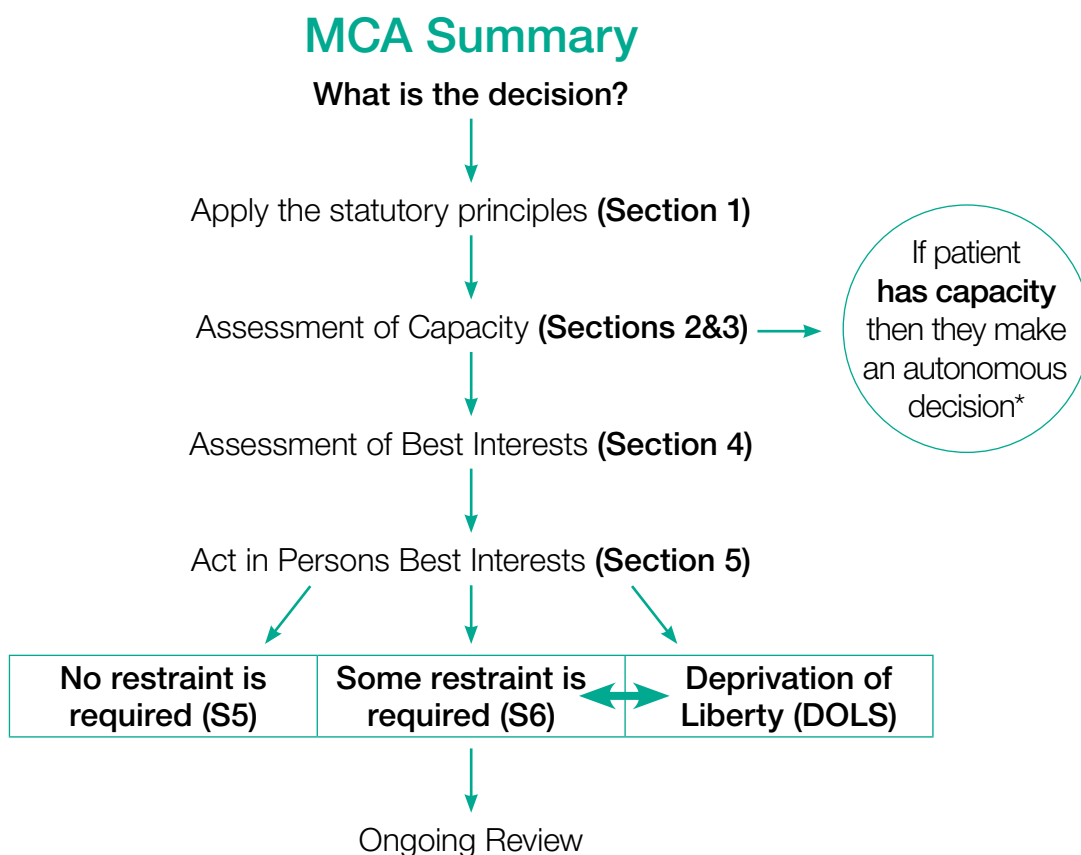 MCA Summary
What is the decision?
Apply the statutory principles (Section 1)
Assessment of Capacity (Sections 2&3)
If patient
has capacity
then they make
an autonomous
decision*
Assessment of Best Interests (Section 4)
Act in Persons Best Interests (Section 5)
No restraint is
required (S5)
Some restraint is
required (S6)
Deprivation of
Liberty (DOLS)
Ongoing Review